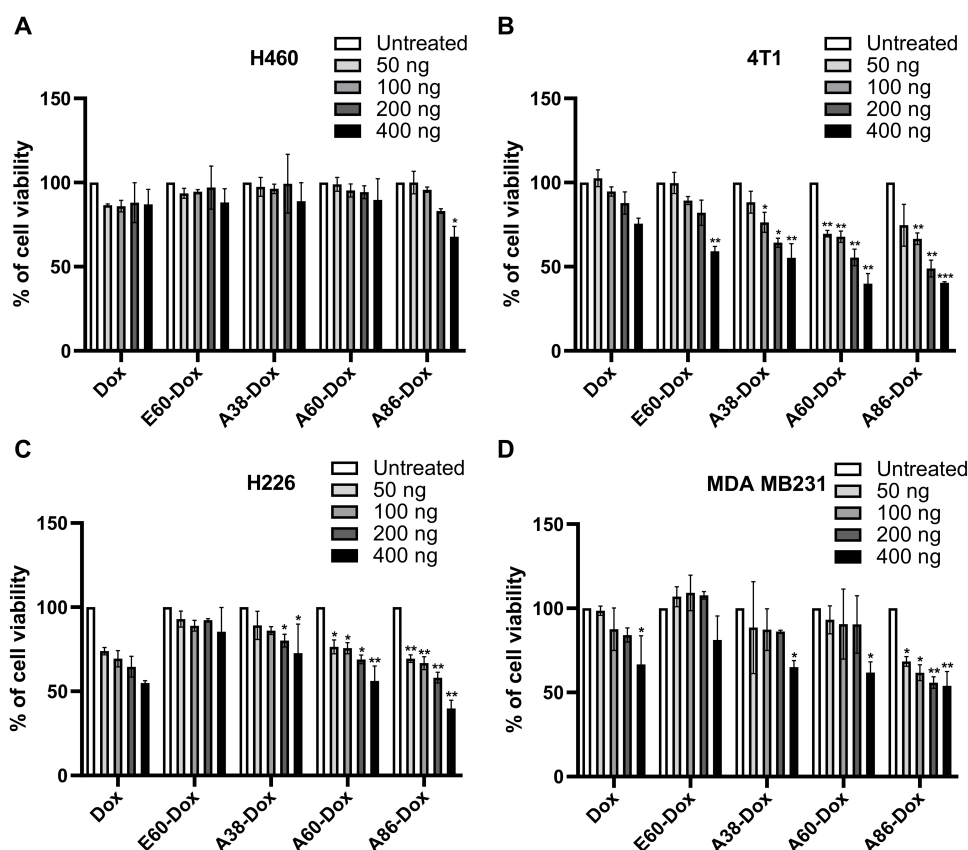 A
H460
Untreated
50 ng
100 ng
200 ng
400 ng
% of cell viability
150
100
50
0
*
Dox
E60-Dox
A38-Dox
A60-Dox
A86-Dox
B
4T1
Untreated
50 ng
100 ng
200 ng
400 ng
% of cell viability
150
100
50
0
** * * ** ** ** ** ** ** ** ***
Dox
E60-Dox
A38-Dox
A60-Dox
A86-Dox
C
H226
Untreated
50 ng
100 ng
200 ng
400 ng
% of cell viability
150
100
50
0
* * * * * ** ** ** ** **
Dox
E60-Dox
A38-Dox
A60-Dox
A86-Dox
D
MDA MB231
Untreated
50 ng
100 ng
200 ng
400 ng
% of cell viability
150
100
50
0
* * * * * ** **
Dox
E60-Dox
A38-Dox
A60-Dox
A86-Dox